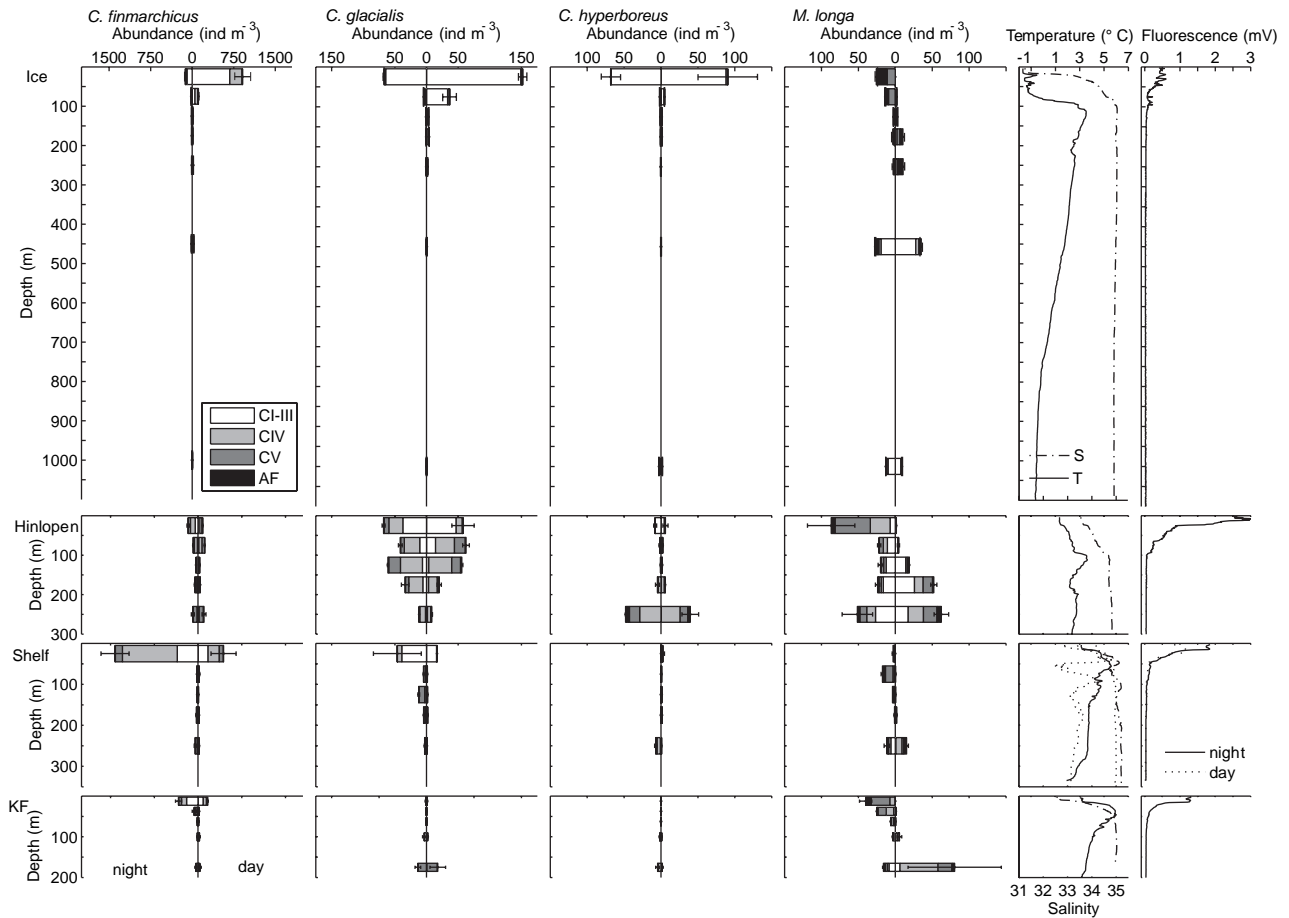 C. finmarchicus C. glacialis C. hyperboreus M. longa
Abundance (ind m-3) Abundance (ind m-3) Abundance (ind m-3) Abundance (ind m-3) Temperature (° C) Fluorescence (mV)
1500 750 0 750 1500 150 100 50 0 50 100 150 100 50 0 50 100 100 50 0 50 100 -1 1 3 5 7 0 1 2 3
Ice
100
200
300
400
500
600
700
800
900
1000
Depth (m)
CI-III
CIV
CV
AF
S
T
Hinlopen
100
200
300
Depth (m)
Shelf
100
200
300
Depth (m)
night
day
KF
100
200
Depth (m)
night day
31 32 33 34 35
Salinity